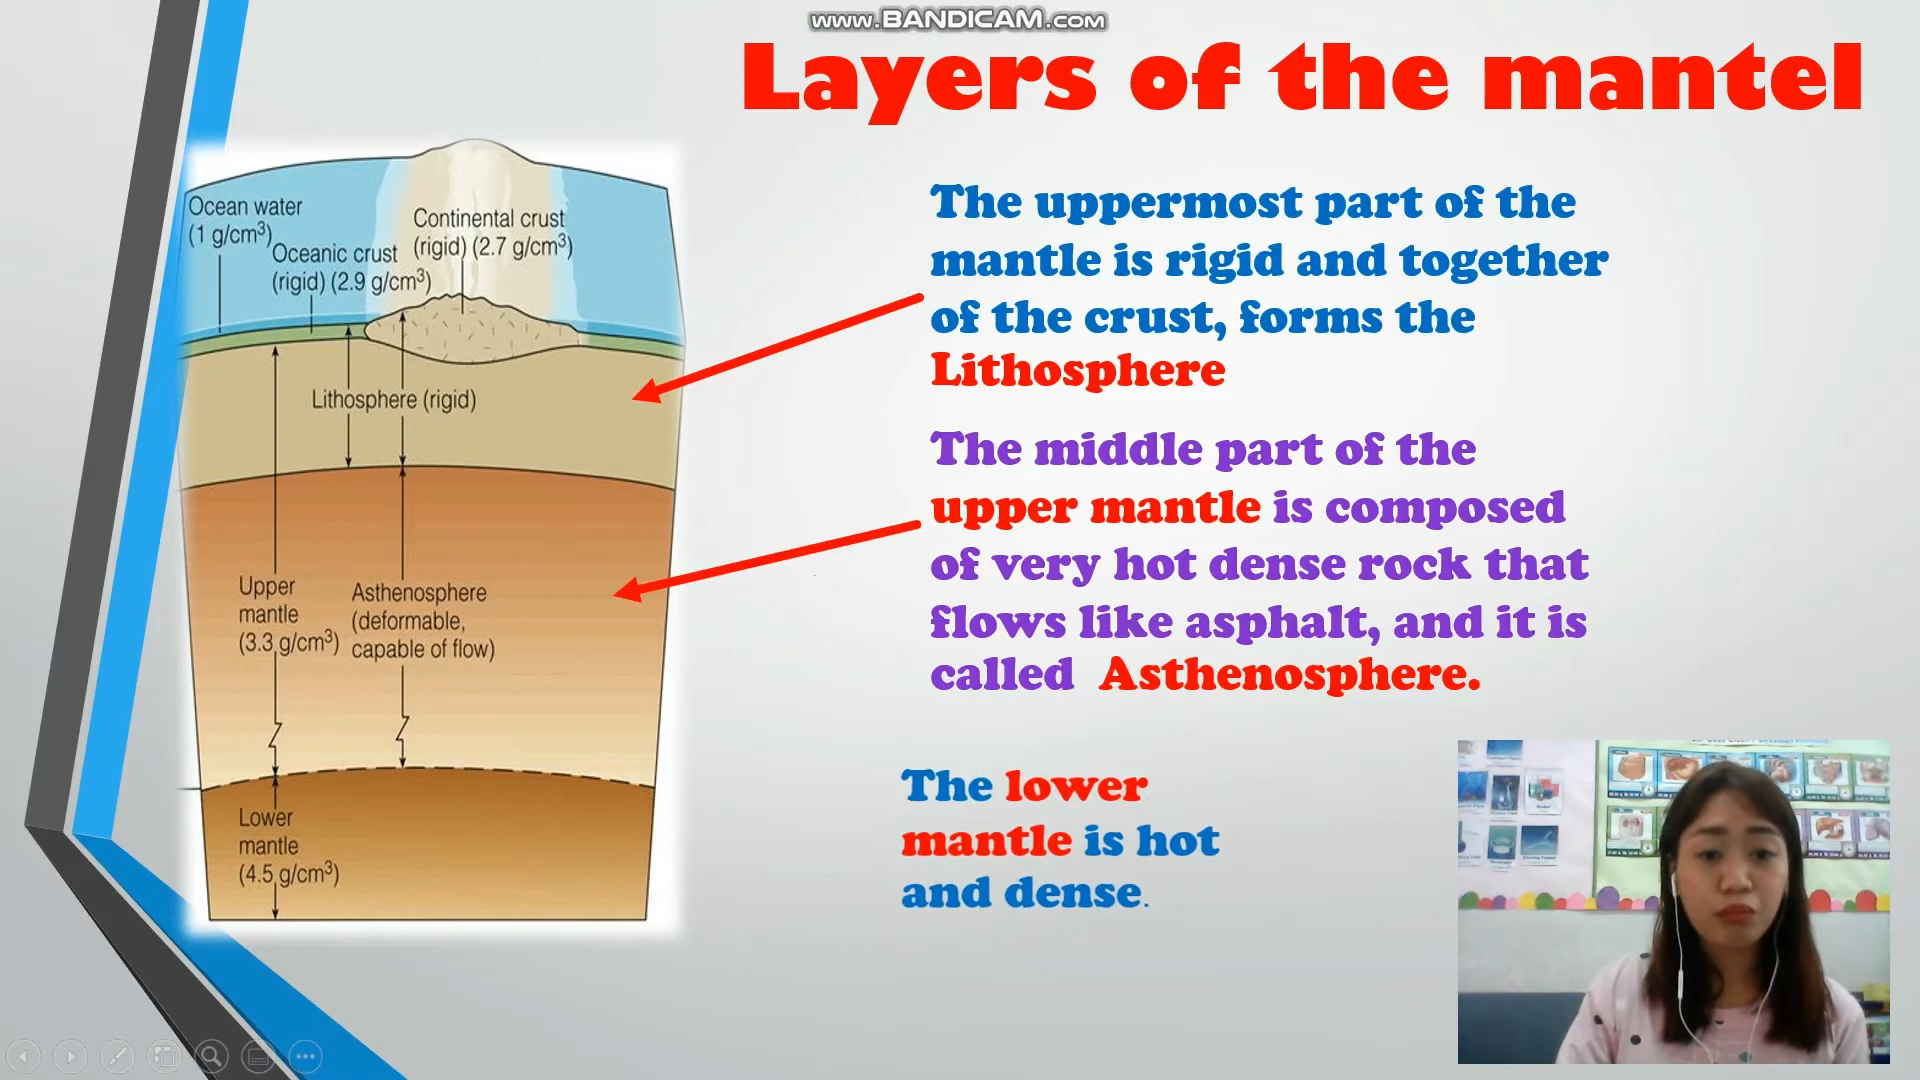 www.BANDICAM.com
Layers of the mantel
Ocean water
(1 g/cm³)
Oceanic crust
(rigid) (2.9 g/cm³)
Continental crust
(rigid) (2.7 g/cm³)
Lithosphere (rigid)
Upper
mantle
(3.3 g/cm³)
Asthenosphere
(deformable,
capable of flow)
Lower
mantle
(4.5 g/cm³)
The uppermost part of the
mantle is rigid and together
of the crust, forms the
Lithosphere
The middle part of the
upper mantle is composed
of very hot dense rock that
flows like asphalt, and it is
called Asthenosphere.
The lower
mantle is hot
and dense.